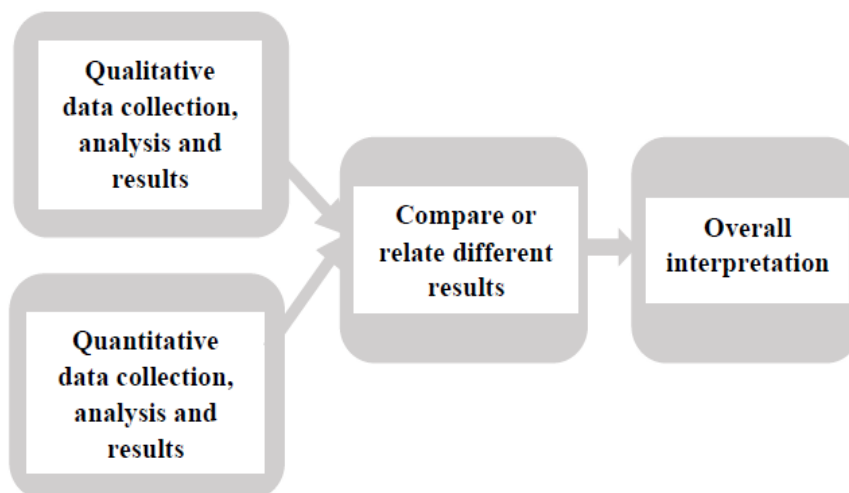 Qualitative
data collection,
analysis and
results
Quantitative
data collection,
analysis and
results
Compare or
relate different
results
Overall
interpretation